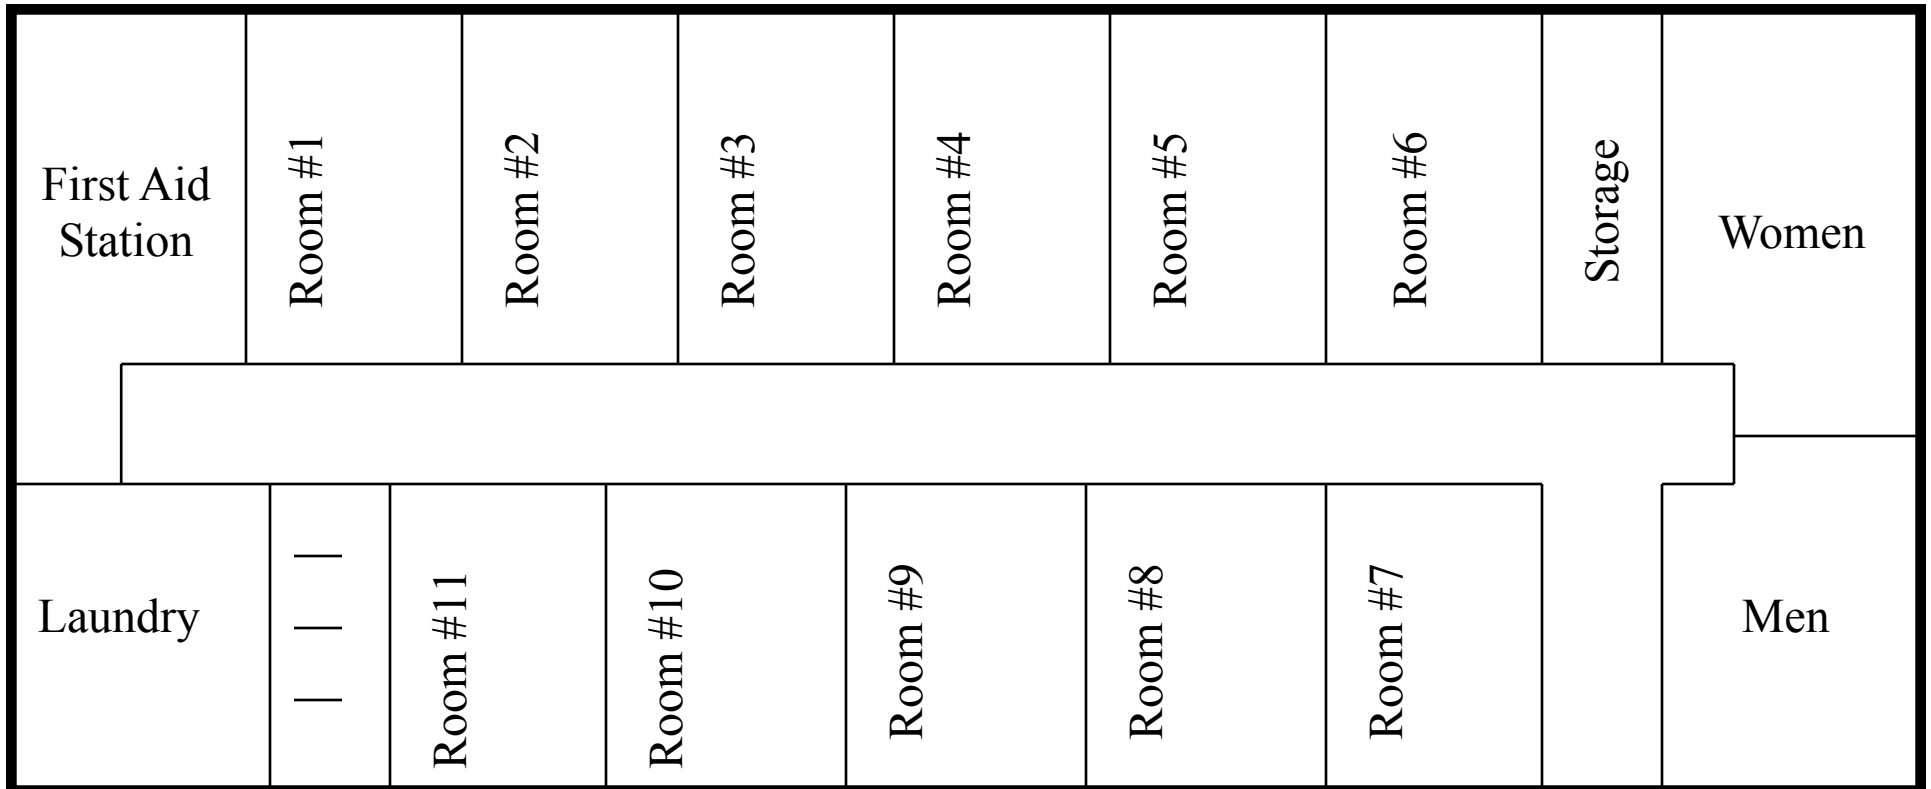 First Aid
Station
Room #1
Room #2
Room #3
Room #4
Room #5
Room #6
Storage
Women
Laundry
Room #11
Room #10
Room #9
Room #8
Room #7
Men